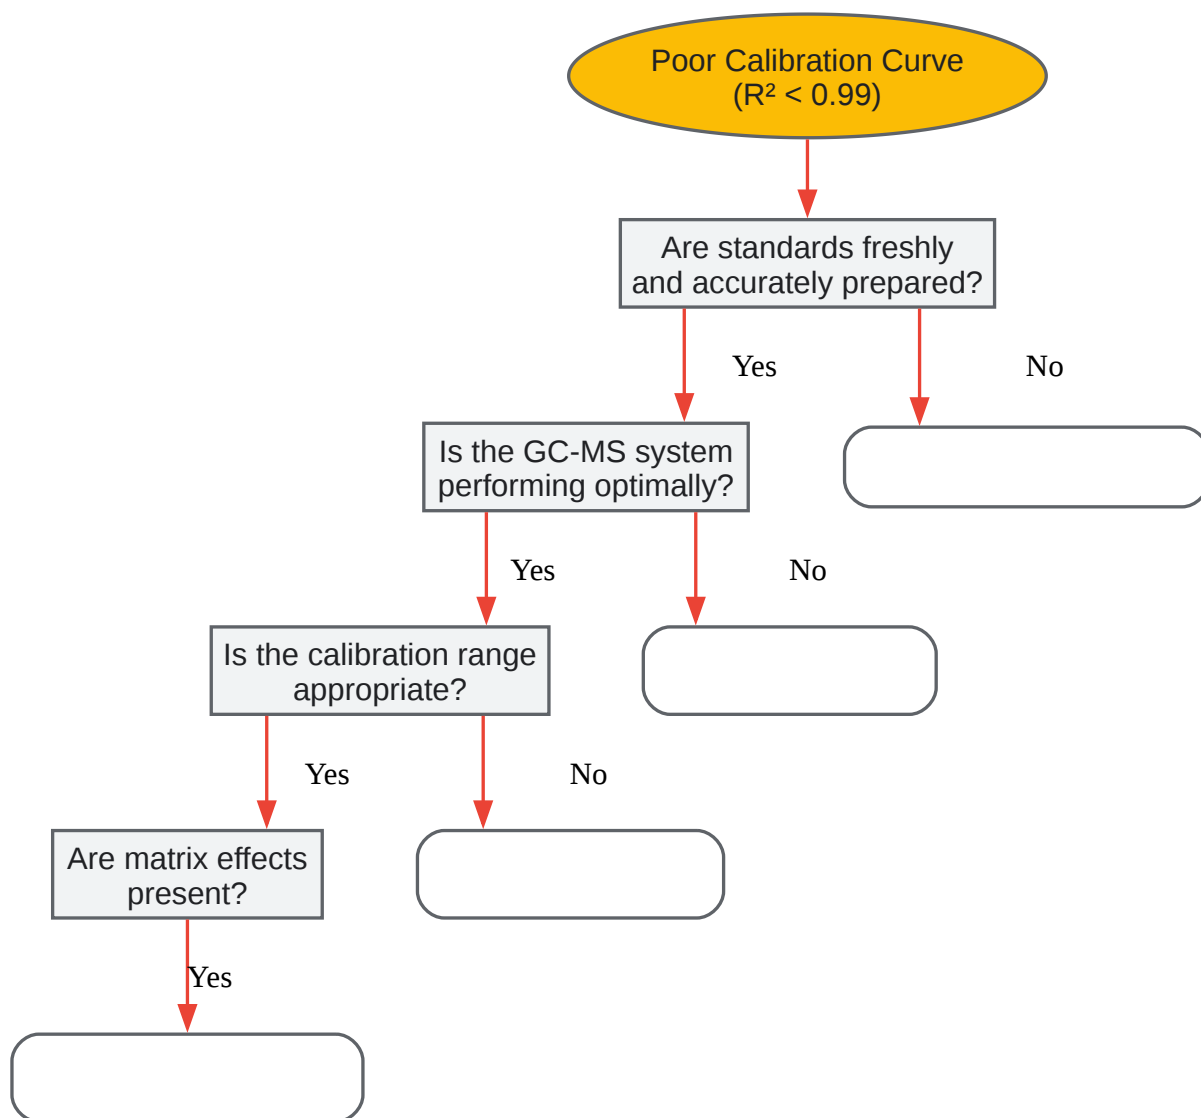 Poor Calibration Curve
(R² < 0.99)
Are standards freshly
and accurately prepared?
Yes
No
Is the GC-MS system
performing optimally?
Yes
No
Is the calibration range
appropriate?
Yes
No
Are matrix effects
present?
Yes